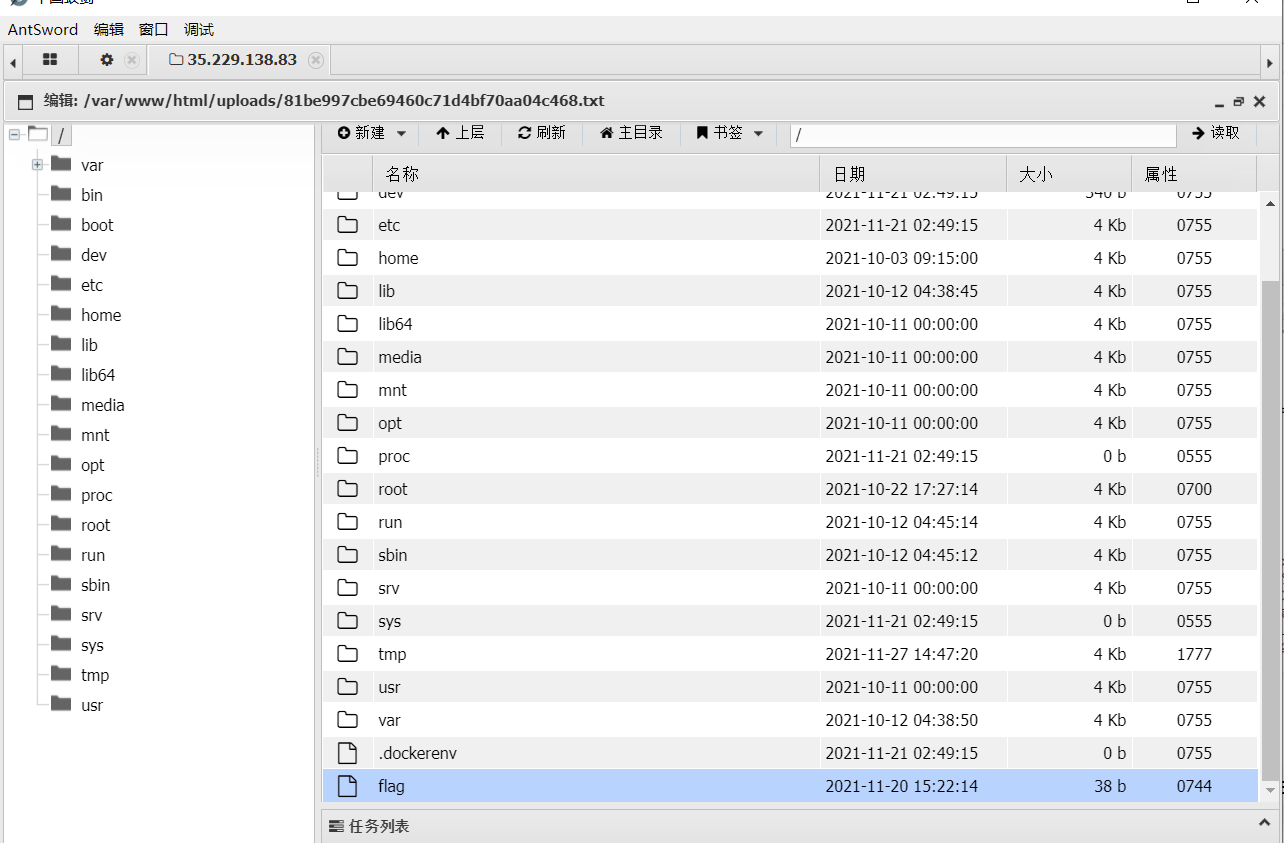 AntSword 编辑 窗口 调试
35.229.138.83
编辑: /var/www/html/uploads/81be997cbe69460c71d4bf70aa04c468.txt
/
var
bin
boot
dev
etc
home
lib
lib64
media
mnt
opt
proc
root
run
sbin
srv
sys
tmp
usr
新建 上层 刷新 主目录 书签 / 读取
名称 日期 大小 属性
dev 2021-11-21 02:49:15 340 b 0755
etc 2021-11-21 02:49:15 4 Kb 0755
home 2021-10-03 09:15:00 4 Kb 0755
lib 2021-10-12 04:38:45 4 Kb 0755
lib64 2021-10-11 00:00:00 4 Kb 0755
media 2021-10-11 00:00:00 4 Kb 0755
mnt 2021-10-11 00:00:00 4 Kb 0755
opt 2021-10-11 00:00:00 4 Kb 0755
proc 2021-11-21 02:49:15 0 b 0555
root 2021-10-22 17:27:14 4 Kb 0700
run 2021-10-12 04:45:14 4 Kb 0755
sbin 2021-10-12 04:45:12 4 Kb 0755
srv 2021-10-11 00:00:00 4 Kb 0755
sys 2021-11-21 02:49:15 0 b 0555
tmp 2021-11-27 14:47:20 4 Kb 1777
usr 2021-10-11 00:00:00 4 Kb 0755
var 2021-10-12 04:38:50 4 Kb 0755
.dockerenv 2021-11-21 02:49:15 0 b 0755
flag 2021-11-20 15:22:14 38 b 0744
任务列表